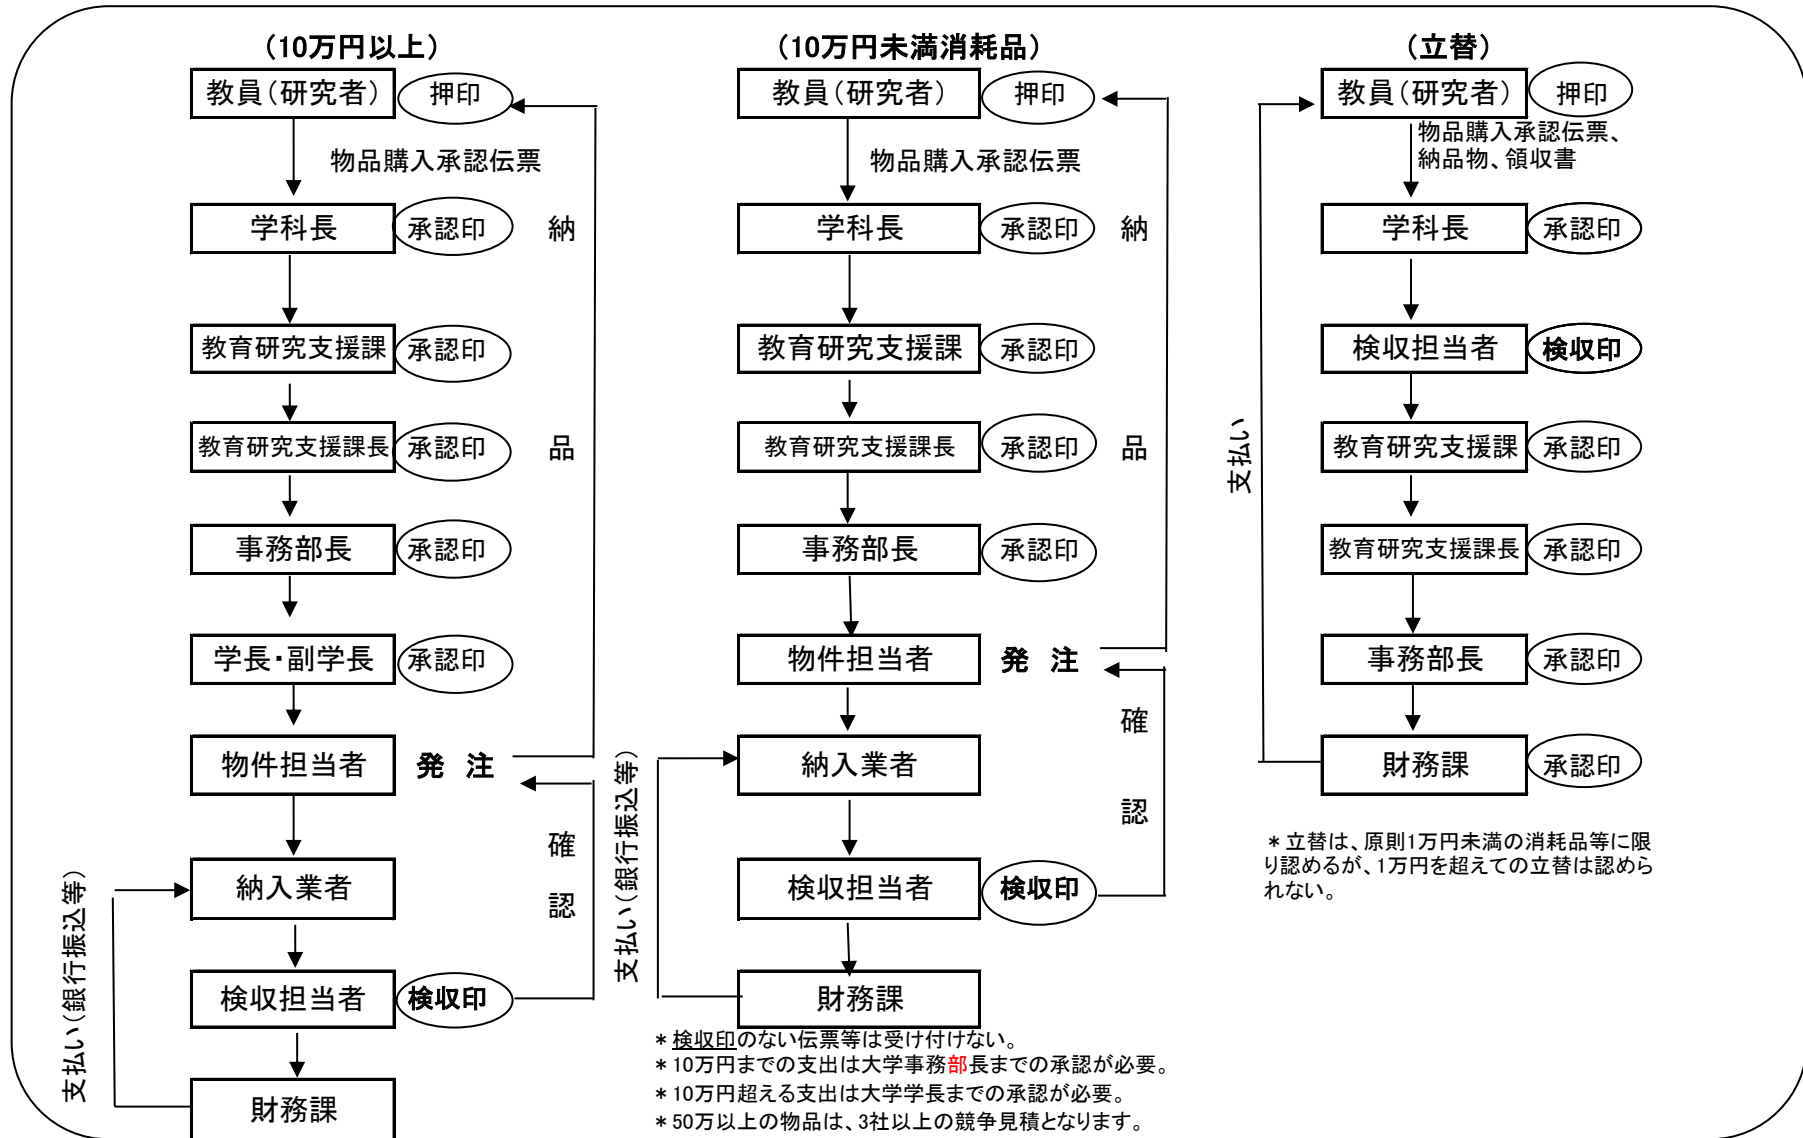 (10万円以上)
教員(研究者)
押印
物品購入承認伝票
学科長
承認印
教育研究支援課
承認印
教育研究支援課長
承認印
事務部長
承認印
学長・副学長
承認印
物件担当者
発 注
納入業者
検収担当者
検収印
財務課
納
品
確
認
支払い(銀行振込等)
(10万円未満消耗品)
教員(研究者)
押印
物品購入承認伝票
学科長
承認印
教育研究支援課
承認印
教育研究支援課長
承認印
事務部長
承認印
物件担当者
発 注
納入業者
検収担当者
検収印
財務課
納
品
確
認
支払い(銀行振込等)
*検収印のない伝票等は受け付けない。
*10万円までの支出は大学事務部長までの承認が必要。
*10万円超える支出は大学学長までの承認が必要。
*50万以上の物品は、3社以上の競争見積となります。
(立替)
教員(研究者)
押印
物品購入承認伝票、
納品物、領収書
学科長
承認印
検収担当者
検収印
教育研究支援課
承認印
教育研究支援課長
承認印
事務部長
承認印
財務課
承認印
支払い
*立替は、原則1万円未満の消耗品等に限
り認めるが、1万円を超えての立替は認めら
れない。